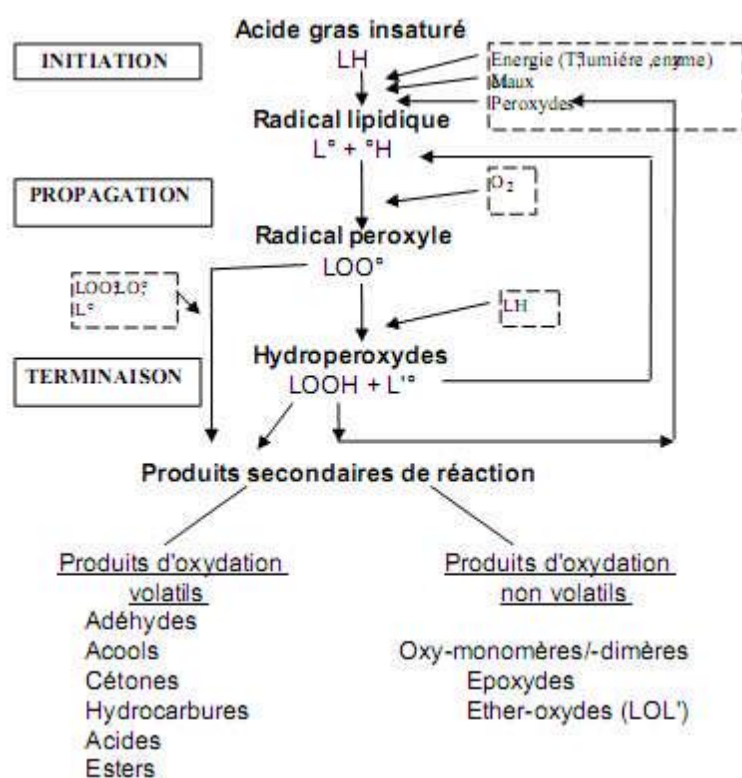 Acide gras insaturé
INITIATION
LH
Energie (T3lumiére ,enzyme)
Maux
Peroxydes
Radical lipidique
L° + °H
PROPAGATION
O2
Radical peroxyle
LOO°
L°
LH
Hydroperoxydes
TERMINAISON
LOOH + L'°
Produits secondaires de réaction
Produits d'oxydation
volatils
Adéhydes
Acools
Cétones
Hydrocarbures
Acides
Esters
Produits d'oxydation
non volatils
Oxy-monomères/-dimères
Epoxydes
Ether-oxydes (LOL')